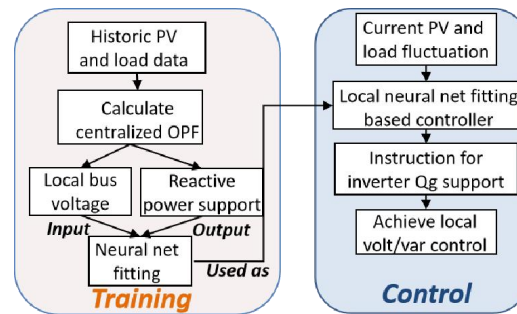 Historic PV
and load data
Calculate
centralized OPF
Local bus
voltage
Reactive
power support
Input
Output
Neural net
fitting
Used as
Training
Current PV and
load fluctuation
Local neural net fitting
based controller
Instruction for
inverter Qg support
Achieve local
volt/var control
Control